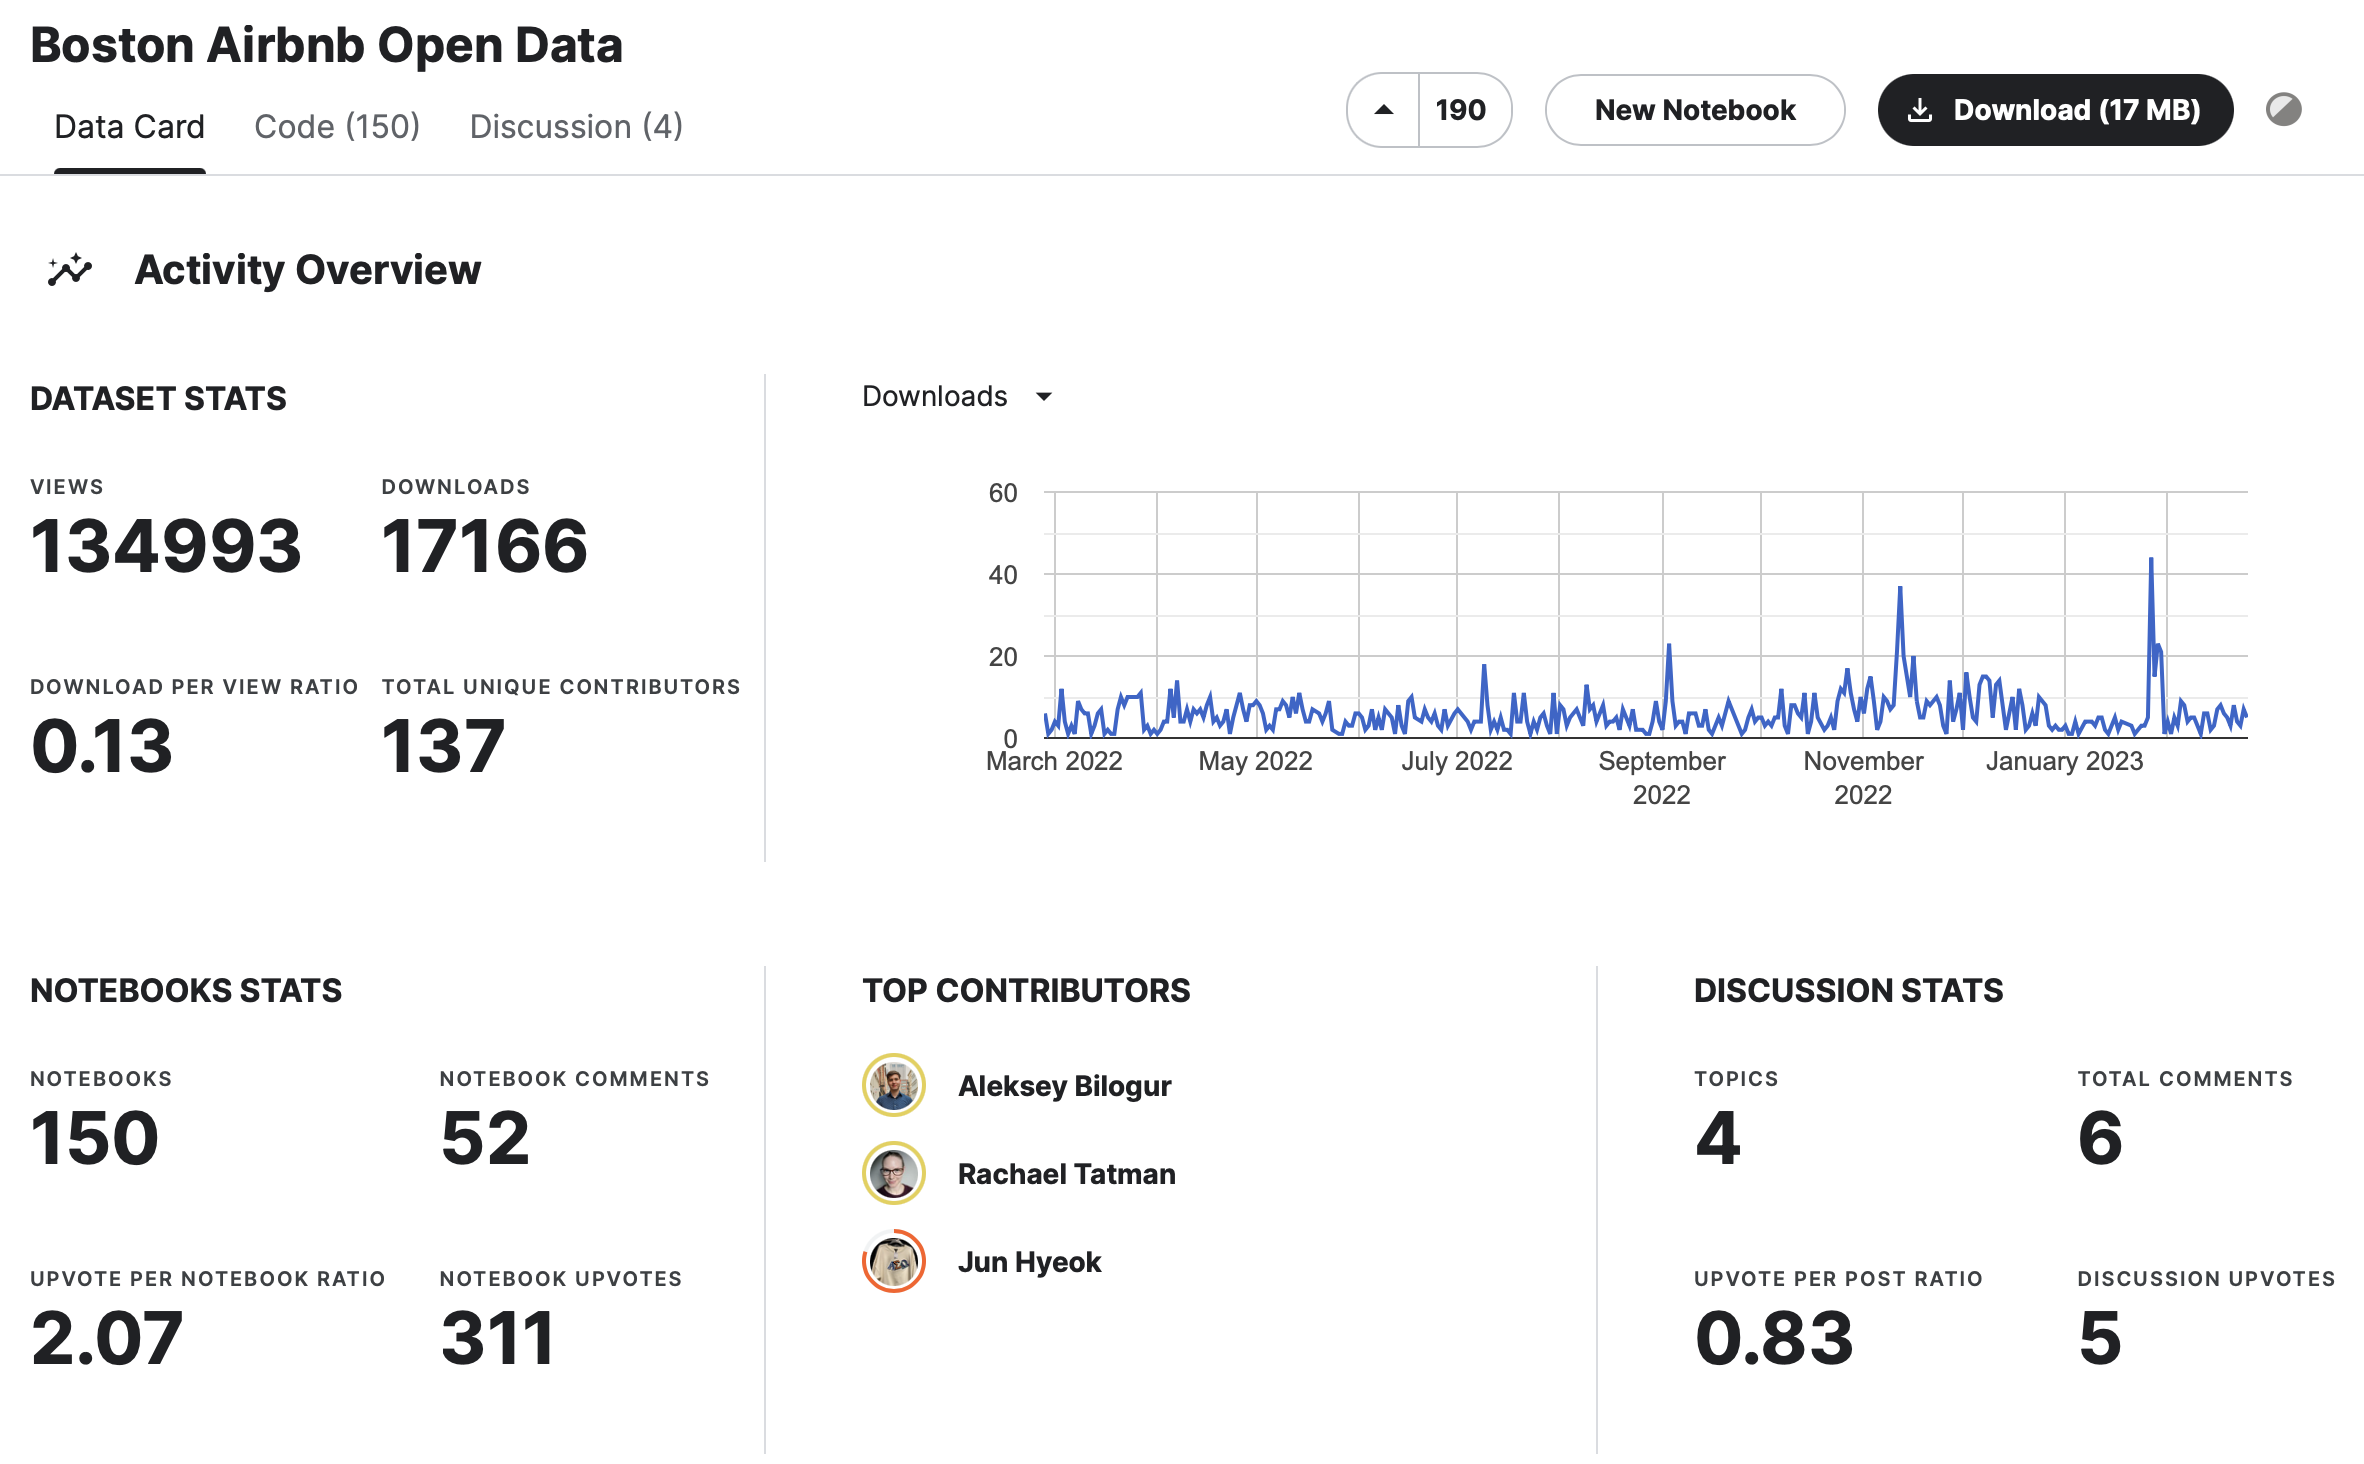 Boston Airbnb Open Data
Data Card
Code (150)
Discussion (4)
190
New Notebook
Download (17 MB)
Activity Overview
DATASET STATS
VIEWS
134993
DOWNLOADS
17166
DOWNLOAD PER VIEW RATIO
0.13
TOTAL UNIQUE CONTRIBUTORS
137
Downloads
60
40
20
0
March 2022
May 2022
July 2022
September
2022
November
2022
January 2023
NOTEBOOKS STATS
NOTEBOOKS
150
NOTEBOOK COMMENTS
52
UPVOTE PER NOTEBOOK RATIO
2.07
NOTEBOOK UPVOTES
311
TOP CONTRIBUTORS
Aleksey Bilogur
Rachael Tatman
Jun Hyeok
DISCUSSION STATS
TOPICS
4
TOTAL COMMENTS
6
UPVOTE PER POST RATIO
0.83
DISCUSSION UPVOTES
5